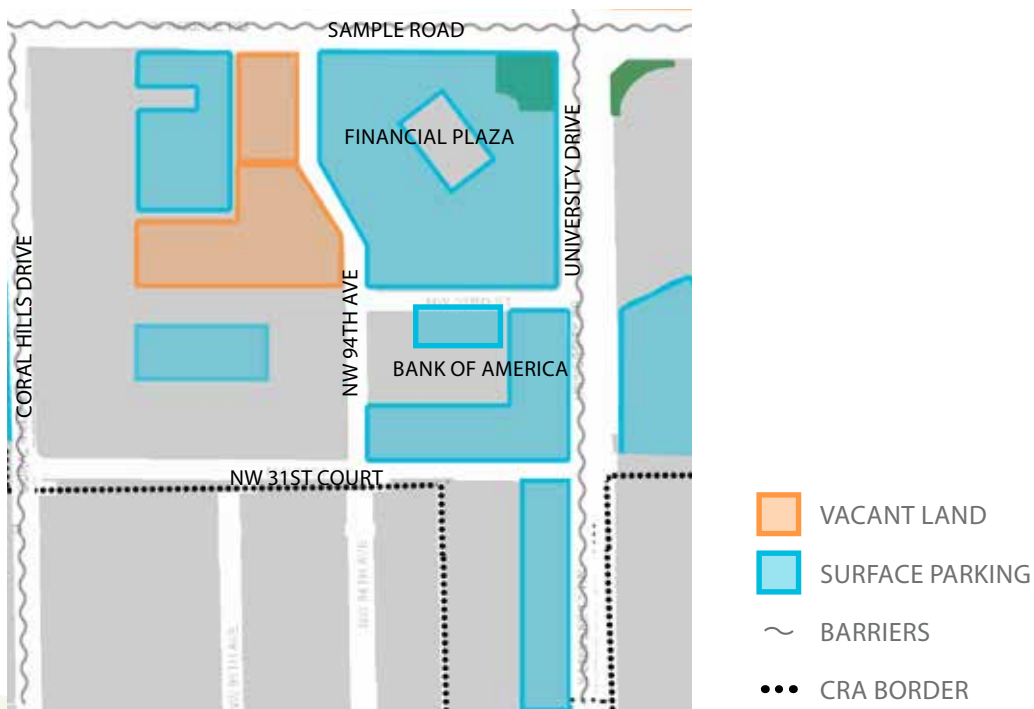 SAMPLE ROAD
FINANCIAL PLAZA
UNIVERSITY DRIVE
CORAL HILLS DRIVE
NW 94TH AVE
BANK OF AMERICA
NW 31ST COURT
VACANT LAND
SURFACE PARKING
BARRIERS
CRA BORDER